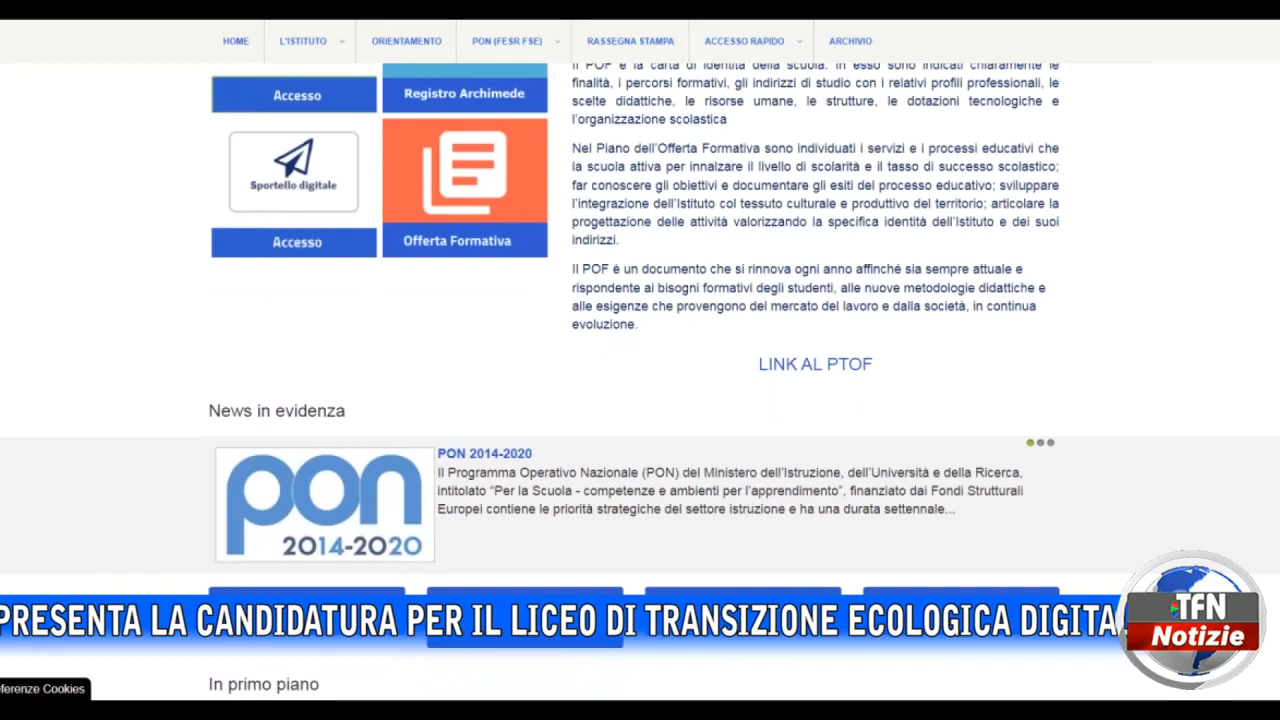 HOME L'ISTITUTO ORIENTAMENTO PON (FESR FSE) RASSEGNA STAMPA ACCESSO RAPIDO ARCHIVIO
Accesso
Registro Archimede
Sportello digitale
Accesso
Offerta Formativa
Il POF è la carta di identità della scuola. In esso sono indicati chiaramente le
finalità, i percorsi formativi, gli indirizzi di studio con i relativi profili professionali, le
scelte didattiche, le risorse umane, le strutture, le dotazioni tecnologiche e
l'organizzazione scolastica
Nel Piano dell'Offerta Formativa sono individuati i servizi e i processi educativi che
la scuola attiva per innalzare il livello di scolarità e il tasso di successo scolastico;
far conoscere gli obiettivi e documentare gli esiti del processo educativo; sviluppare
l'integrazione dell'Istituto col tessuto culturale e produttivo del territorio; articolare la
progettazione delle attività valorizzando la specifica identità dell'Istituto e dei suoi
indirizzi.
Il POF è un documento che si rinnova ogni anno affinché sia sempre attuale e
rispondente ai bisogni formativi degli studenti, alle nuove metodologie didattiche e
alle esigenze che provengono del mercato del lavoro e dalla società, in continua
evoluzione.
LINK AL PTOF
News in evidenza
pon
2014-2020
PON 2014-2020
Il Programma Operativo Nazionale (PON) del Ministero dell'Istruzione, dell'Università e della Ricerca,
intitolato "Per la Scuola - competenze e ambienti per l'apprendimento", finanziato dai Fondi Strutturali
Europei contiene le priorità strategiche del settore istruzione e ha una durata settennale...
PRESENTA LA CANDIDATURA PER IL LICEO DI TRANSIZIONE ECOLOGICA DIGITA
TFN
Notizie
In primo piano
eferenze Cookies